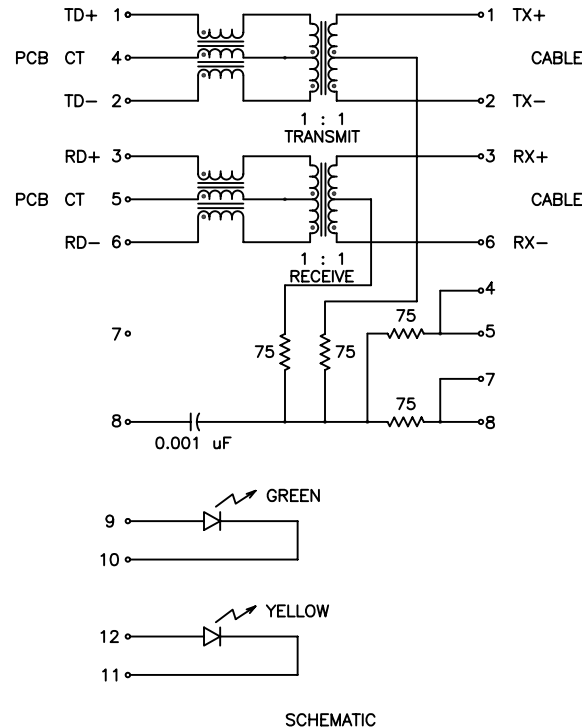 TD+ 1 1 TX+
PCB CT 4 CABLE
TD- 2 2 TX-
1 : 1
TRANSMIT
RD+ 3 3 RX+
PCB CT 5 CABLE
RD- 6 6 RX-
1 : 1
RECEIVE
4
75
7 5
75 75
7
75
8 8
0.001 uF
GREEN
9
10
YELLOW
12
11
SCHEMATIC